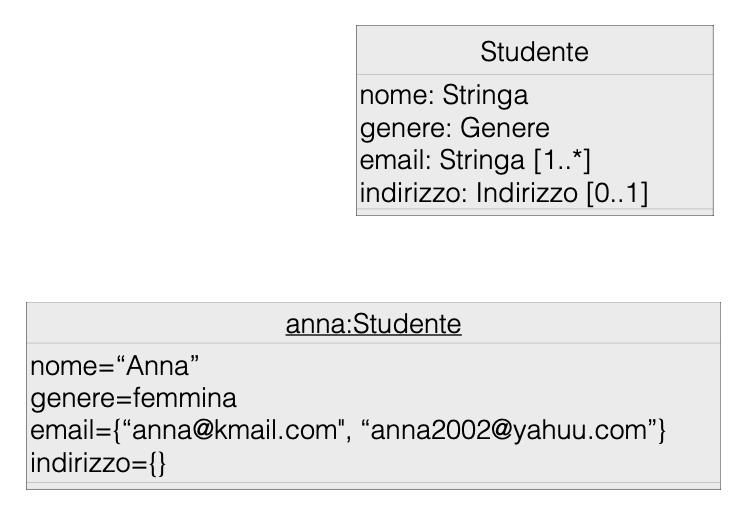 Studente
nome: Stringa
genere: Genere
email: Stringa [1..*]
indirizzo: Indirizzo [0..1]
anna:Studente
nome=“Anna”
genere=femmina
email={“anna@kmail.com", “anna2002@yahuu.com”}
indirizzo={}